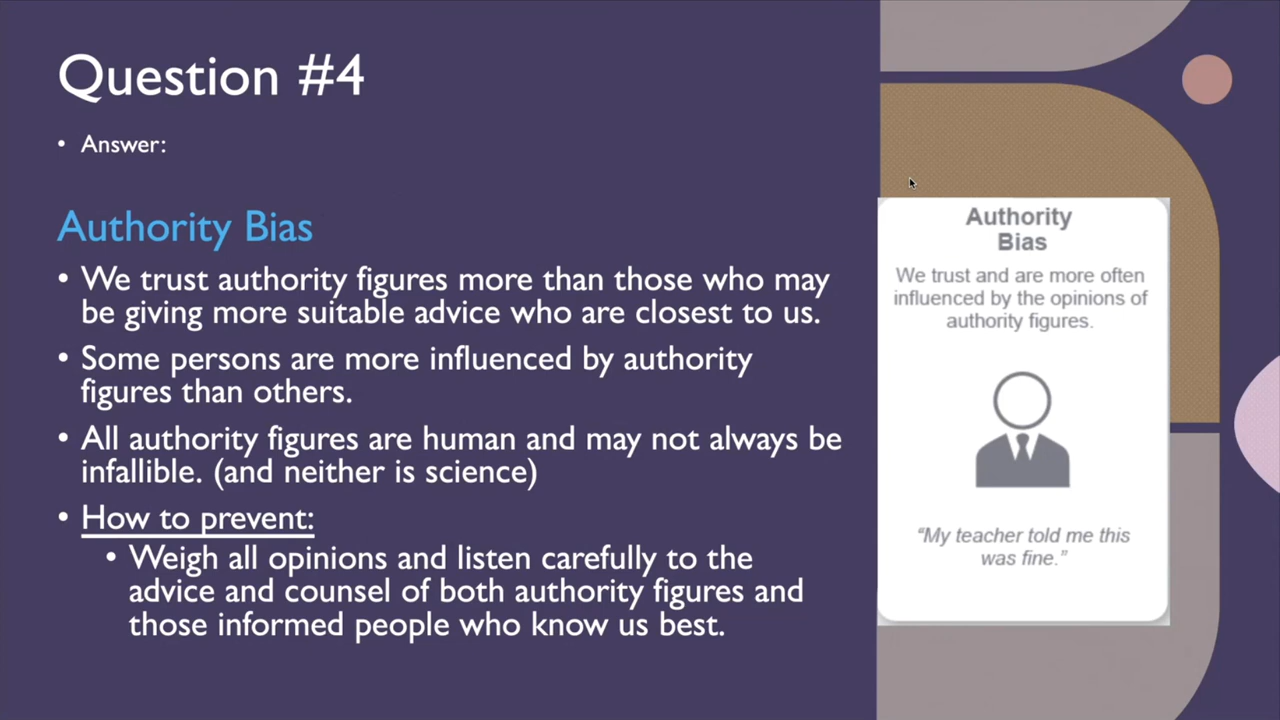 Question #4
• Answer:
Authority Bias
• We trust authority figures more than those who may
be giving more suitable advice who are closest to us.
• Some persons are more influenced by authority
figures than others.
• All authority figures are human and may not always be
infallible. (and neither is science)
• How to prevent:
• Weigh all opinions and listen carefully to the
advice and counsel of both authority figures and
those informed people who know us best.
Authority
Bias
We trust and are more often
influenced by the opinions of
authority figures.
“My teacher told me this
was fine.”